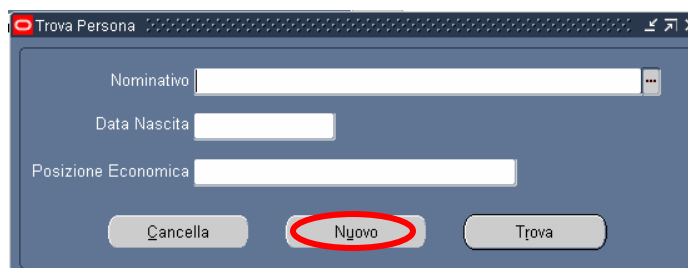 Trova Persona
Nominativo
...
Data Nascita
Posizione Economica
Cancella Nuovo Trova